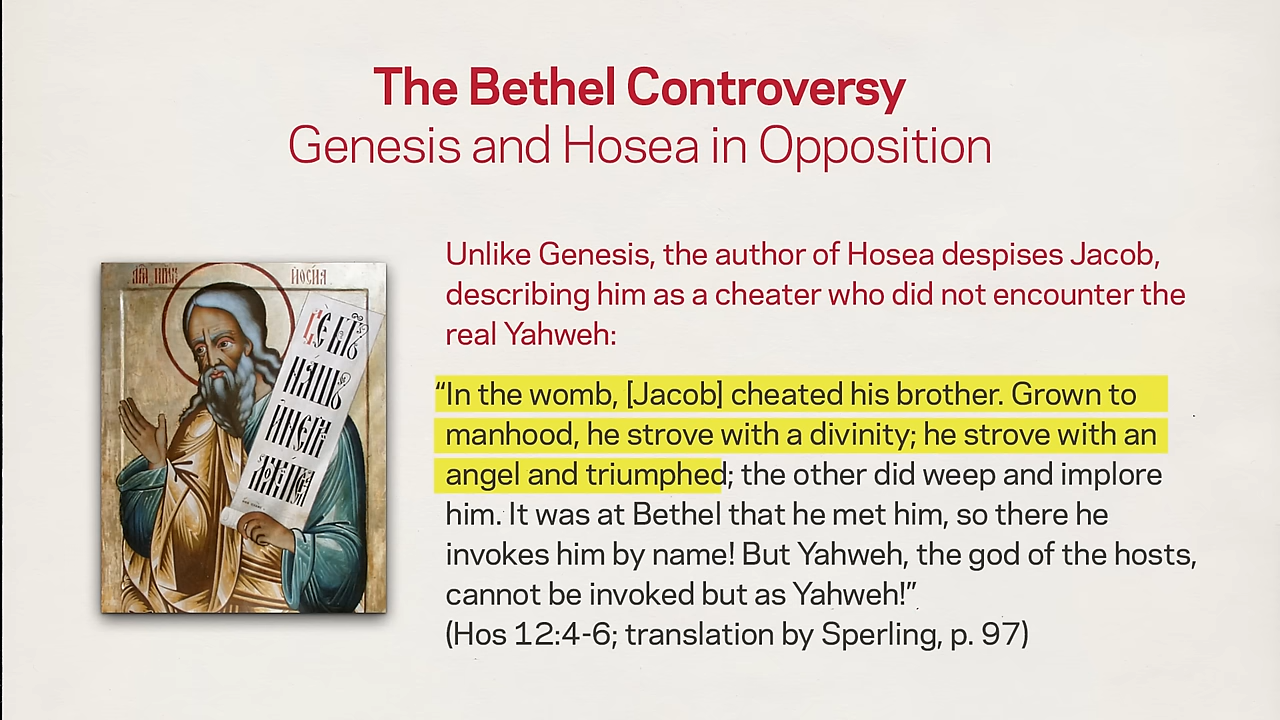 The Bethel Controversy
Genesis and Hosea in Opposition
Unlike Genesis, the author of Hosea despises Jacob,
describing him as a cheater who did not encounter the
real Yahweh:
“In the womb, [Jacob] cheated his brother. Grown to
manhood, he strove with a divinity; he strove with an
angel and triumphed; the other did weep and implore
him. It was at Bethel that he met him, so there he
invokes him by name! But Yahweh, the god of the hosts,
cannot be invoked but as Yahweh!”
(Hos 12:4-6; translation by Sperling, p. 97)